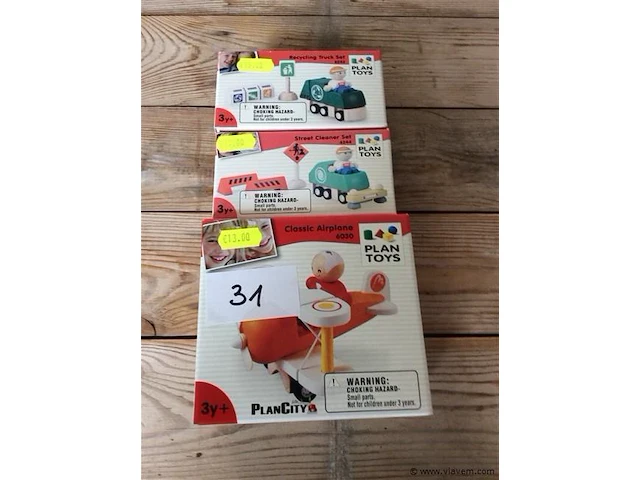 Recycling Truck Set
PLAN
TOYS
WARNING:
CHOKING HAZARD-
Small parts.
Not for children under 3 years.
3y+
Street Cleaner Set
PLAN
TOYS
WARNING:
CHOKING HAZARD-
Small parts.
Not for children under 3 years.
3y+
Classic Airplane
6050
PLAN
TOYS
€13.00
31
WARNING:
CHOKING HAZARD-
Small parts.
Not for children under 3 years.
3y+
PLANCITY
© www.viavem.com